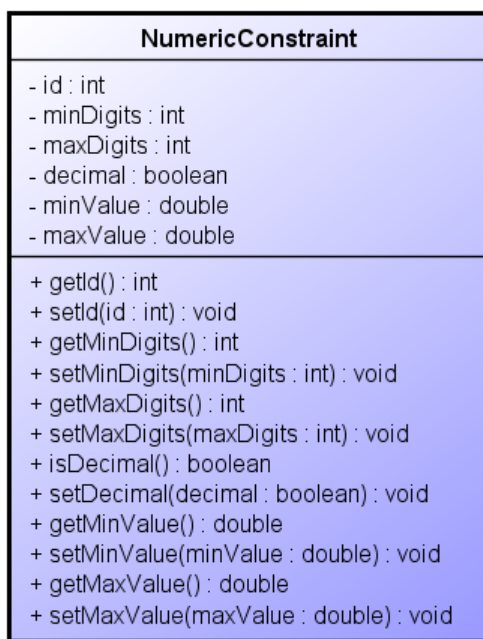 NumericConstraint
- id : int
- minDigits : int
- maxDigits : int
- decimal : boolean
- minValue : double
- maxValue : double
+ getId() : int
+ setId(id : int) : void
+ getMinDigits() : int
+ setMinDigits(minDigits : int) : void
+ getMaxDigits() : int
+ setMaxDigits(maxDigits : int) : void
+ isDecimal() : boolean
+ setDecimal(decimal : boolean) : void
+ getMinValue() : double
+ setMinValue(minValue : double) : void
+ getMaxValue() : double
+ setMaxValue(maxValue : double) : void